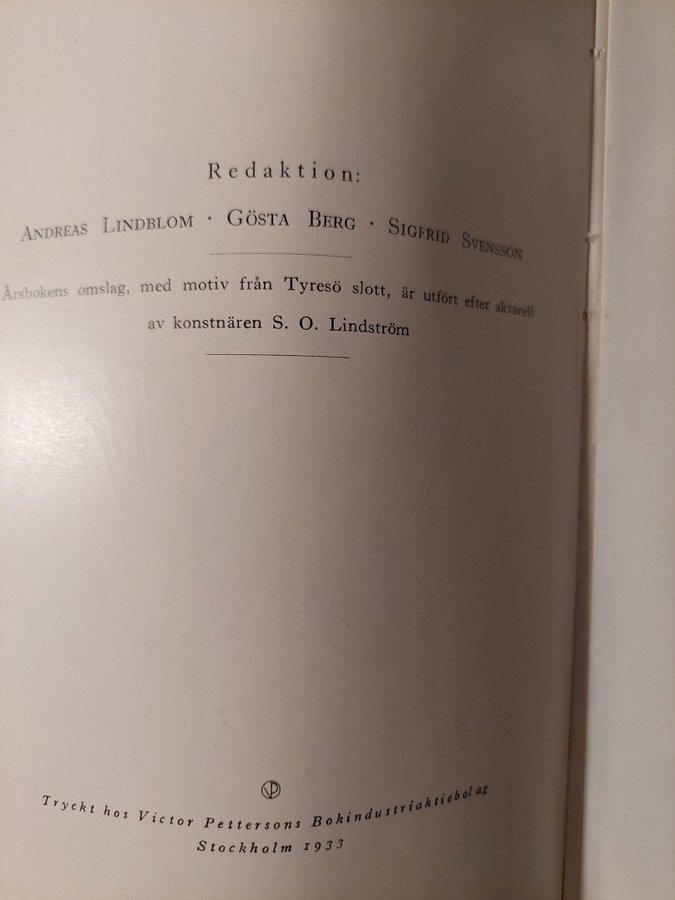 Redaktion:
ANDREAS LINDBLOM · GÖSTA BERG · SIGFRID SVENSSON
Årsbokens omslag, med motiv från Tyresö slott, är utfört efter akvarell
av konstnären S. O. Lindström
VP
Tryckt hos Victor Pettersons Bokindustriaktiebolag
Stockholm 1933